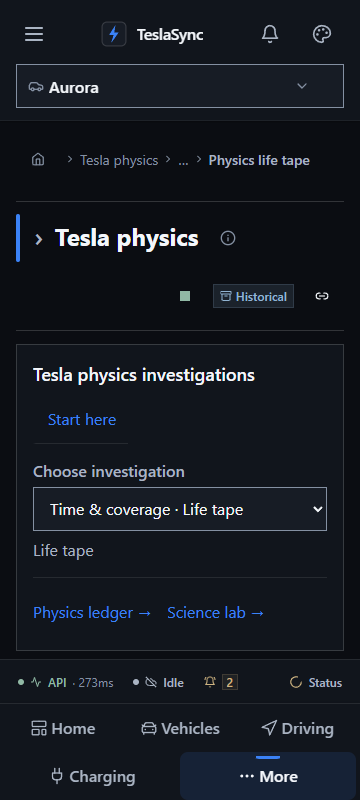 TeslaSync
Aurora
Tesla physics ... Physics life tape
Tesla physics
Historical
Tesla physics investigations
Start here
Choose investigation
Time & coverage · Life tape
Life tape
Physics ledger → Science lab →
API · 273ms Idle 2 Status
Home Vehicles Driving
Charging More